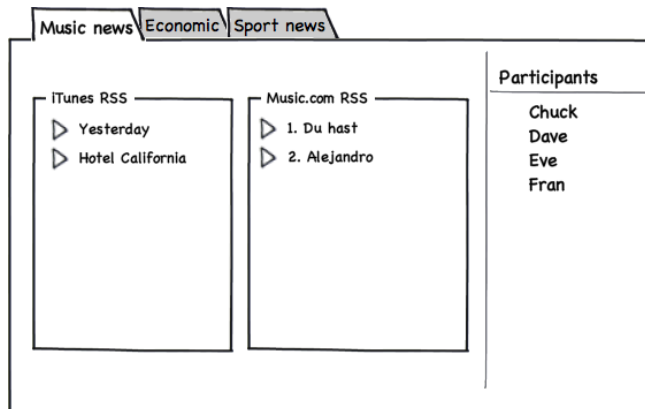 Music news
Economic
Sport news
iTunes RSS
Yesterday
Hotel California
Music.com RSS
1. Du hast
2. Alejandro
Participants
Chuck
Dave
Eve
Fran